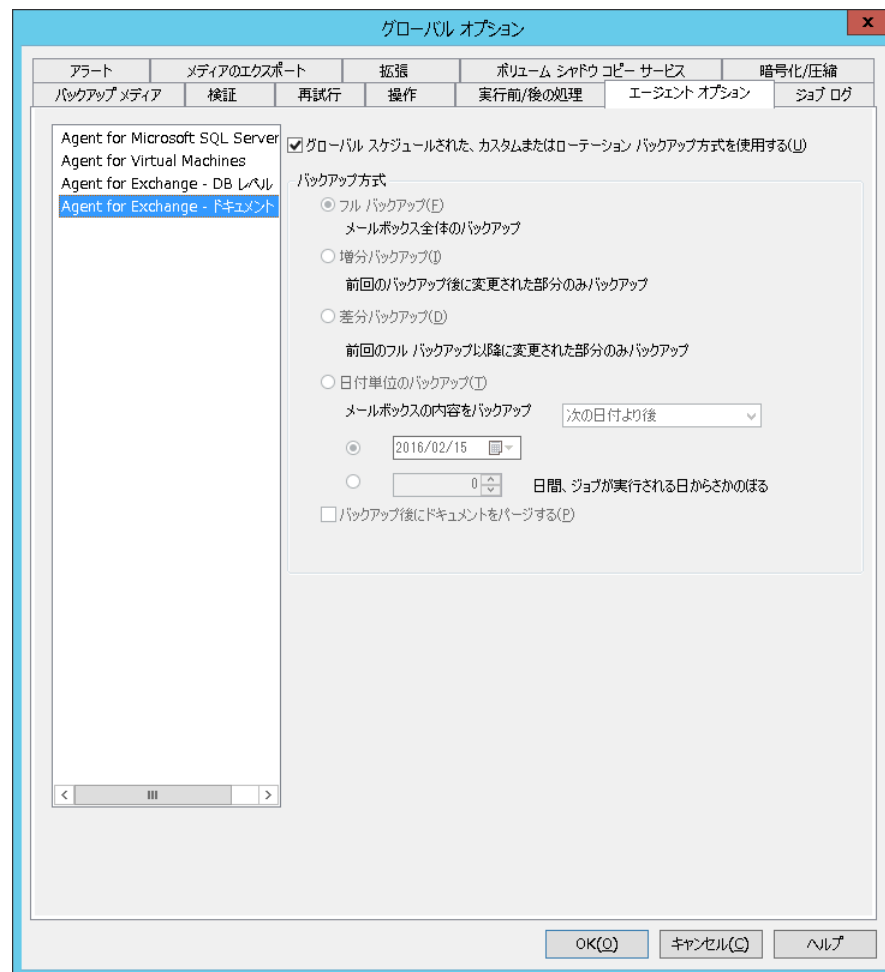 グローバル オプション
x
アラート メディアのエクスポート 拡張 ボリューム シャドウ コピー サービス 暗号化/圧縮
バックアップ メディア 検証 再試行 操作 実行前/後の処理 エージェント オプション ジョブ ログ
Agent for Microsoft SQL Server
Agent for Virtual Machines
Agent for Exchange - DB レベル
Agent for Exchange - ドキュメント
グローバル スケジュールされた、カスタムまたはローテーション バックアップ方式を使用する(U)
バックアップ方式
フル バックアップ(F)
メールボックス全体のバックアップ
増分バックアップ(I)
前回のバックアップ後に変更された部分のみバックアップ
差分バックアップ(D)
前回のフル バックアップ以降に変更された部分のみバックアップ
日付単位のバックアップ(T)
メールボックスの内容をバックアップ 次の日付より後
2016/02/15
0 日間、ジョブが実行される日からさかのぼる
バックアップ後にドキュメントをパージする(P)
OK(O) キャンセル(C) ヘルプ